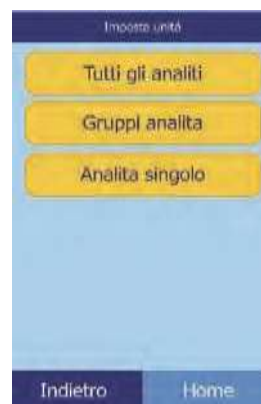 Imposta unità
Tutti gli analiti
Gruppi analita
Analita singolo
Indietro Home